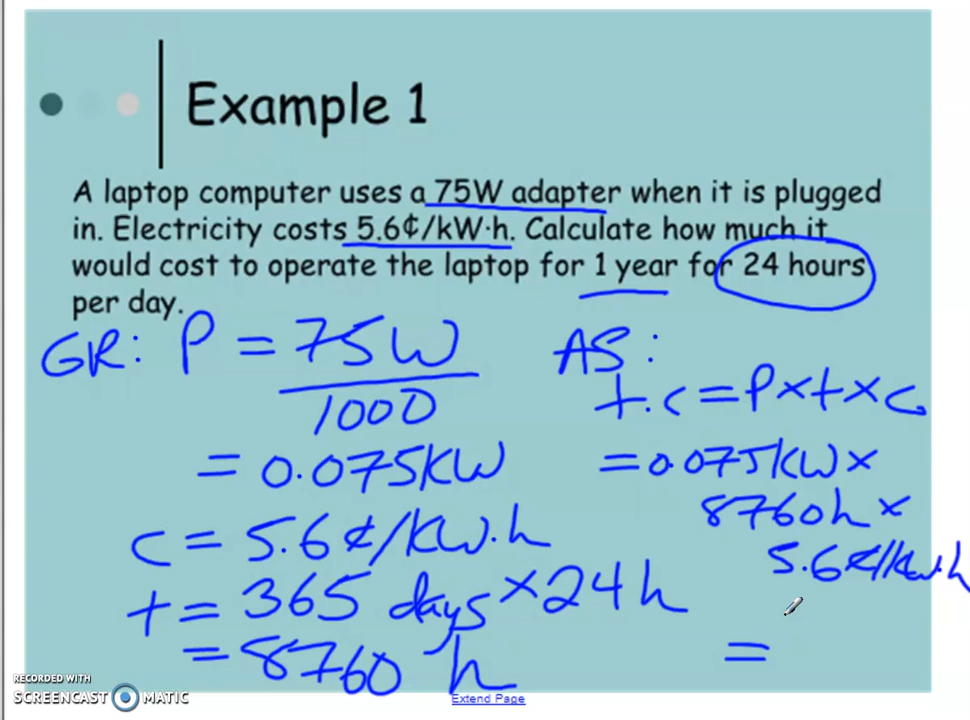 Example 1
A laptop computer uses a 75W adapter when it is plugged
in. Electricity costs 5.6¢/kW·h. Calculate how much it
would cost to operate the laptop for 1 year for 24 hours
per day.
GR: P = 75W
1000
= 0.075KW
C = 5.6¢/KW.h
t = 365 days × 24 h
= 8760 h
AS:
t.c = P×t×c
= 0.075KW×
8760h×
5.6¢/KW.h
=
RECORDED WITH
SCREENCAST MATIC
Extend Page